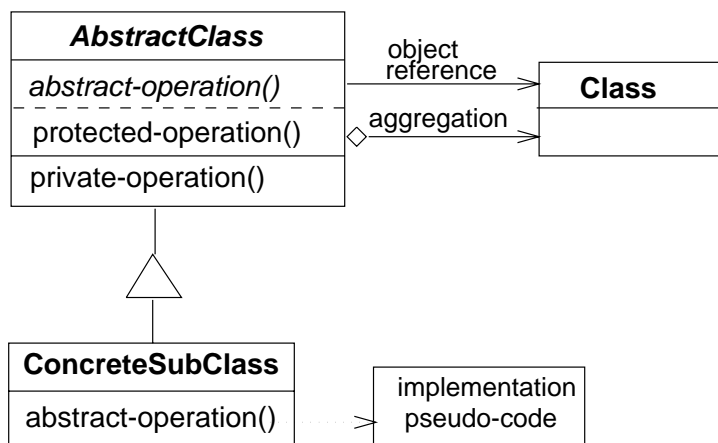 AbstractClass
abstract-operation()
protected-operation()
private-operation()
object
reference
aggregation
Class
ConcreteSubClass
abstract-operation()
implementation
pseudo-code